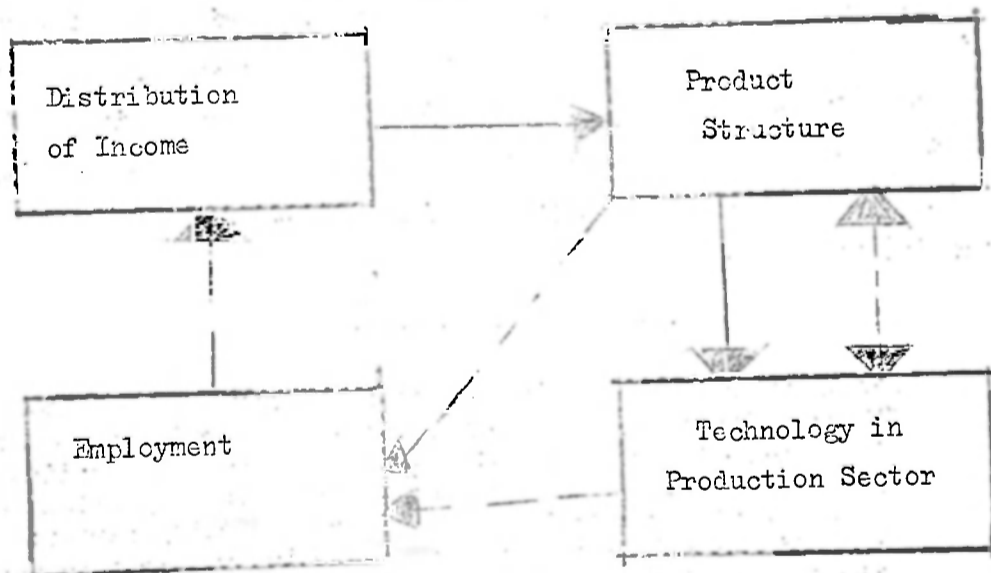 Distribution
of Income
Product
Structure
Employment
Technology in
Production Sector